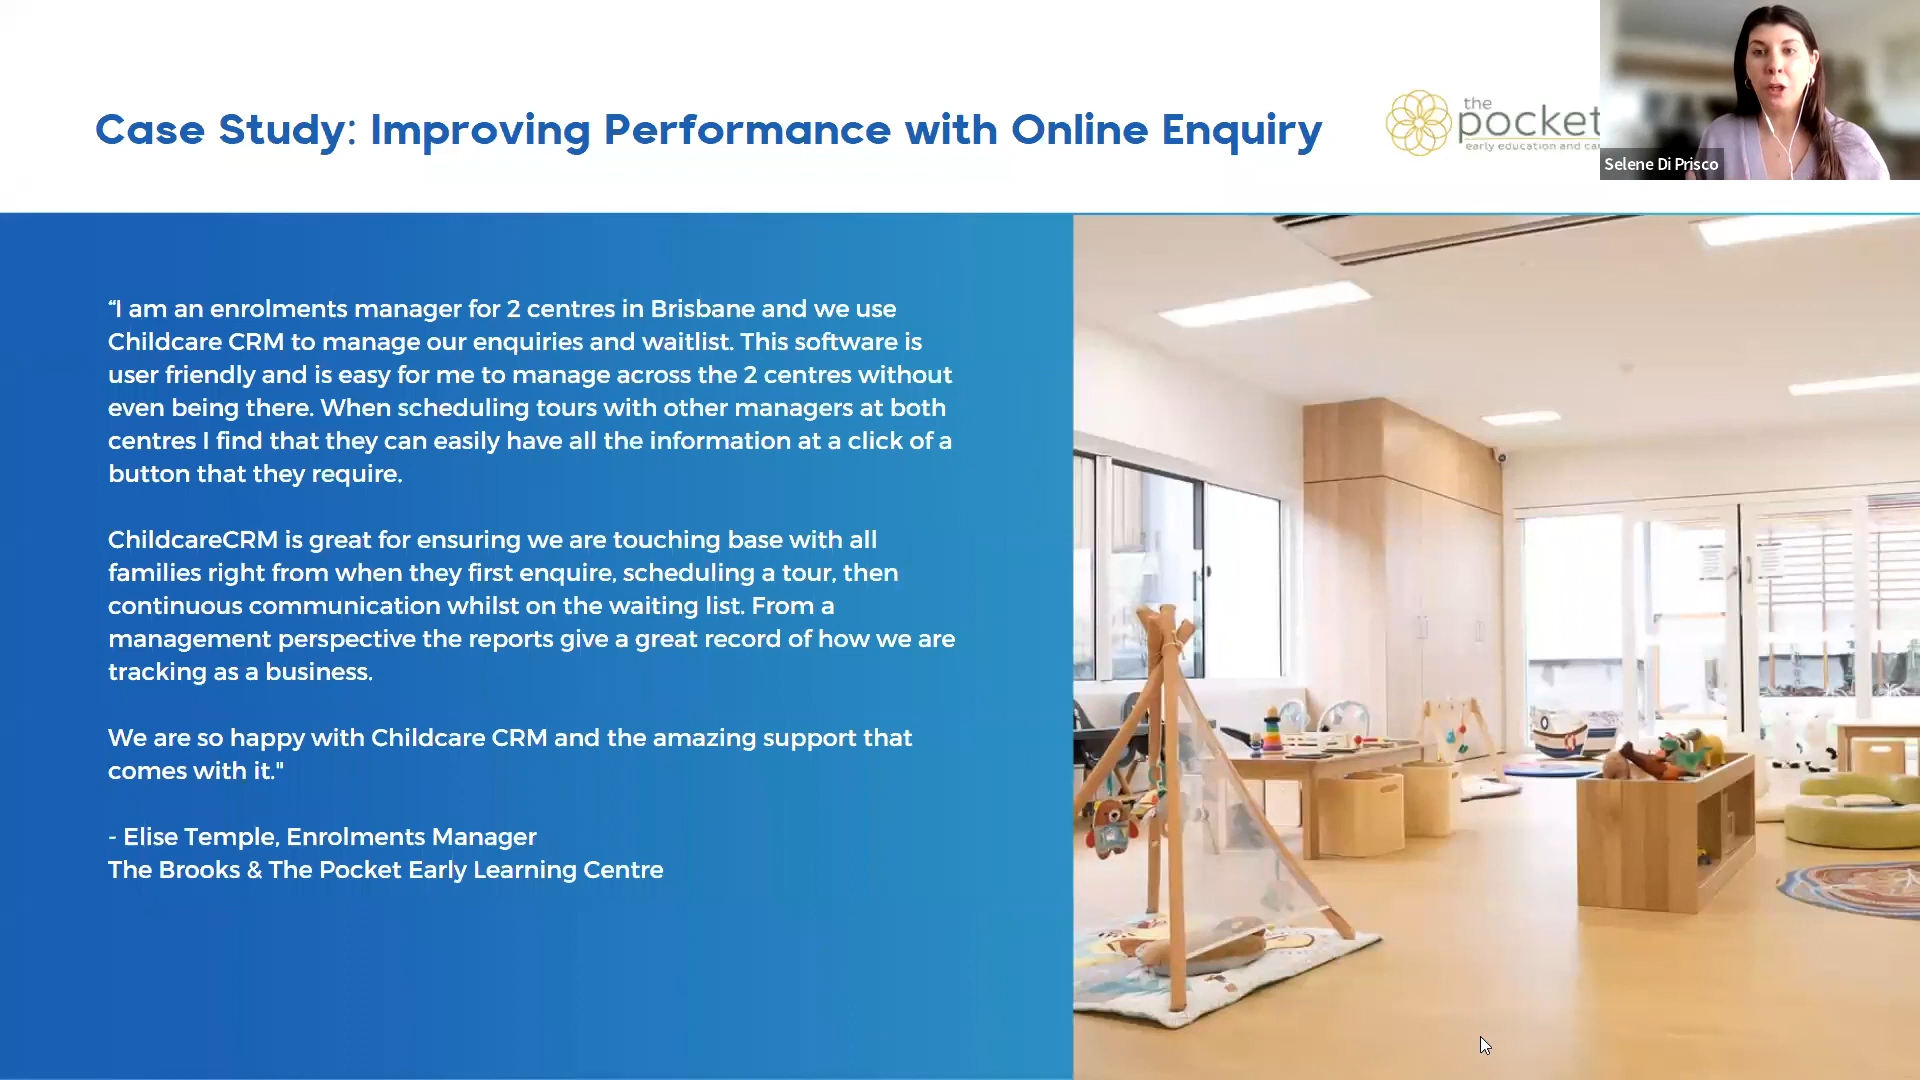 Case Study: Improving Performance with Online Enquiry
the
pocket
early education and
Selene Di Prisco
“I am an enrolments manager for 2 centres in Brisbane and we use
Childcare CRM to manage our enquiries and waitlist. This software is
user friendly and is easy for me to manage across the 2 centres without
even being there. When scheduling tours with other managers at both
centres I find that they can easily have all the information at a click of a
button that they require.
ChildcareCRM is great for ensuring we are touching base with all
families right from when they first enquire, scheduling a tour, then
continuous communication whilst on the waiting list. From a
management perspective the reports give a great record of how we are
tracking as a business.
We are so happy with Childcare CRM and the amazing support that
comes with it."
- Elise Temple, Enrolments Manager
The Brooks & The Pocket Early Learning Centre